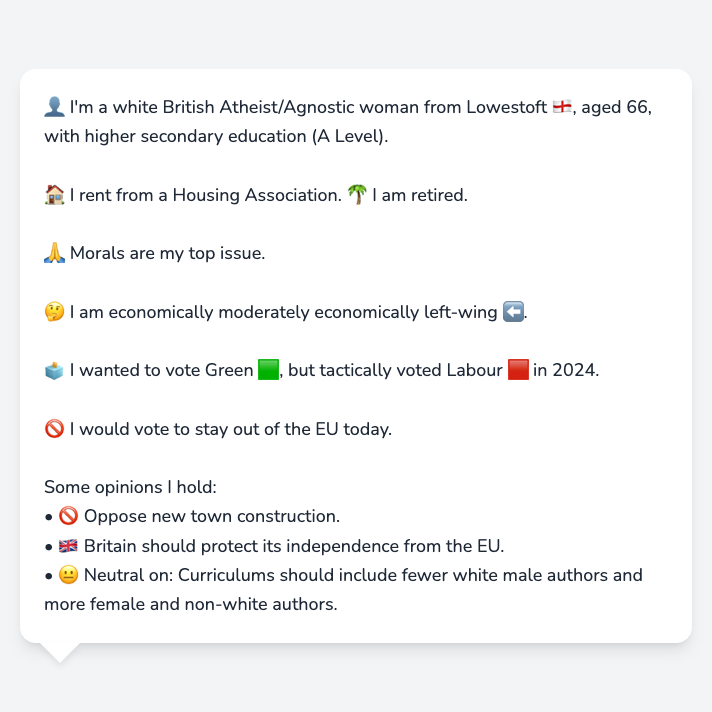 👤 I'm a white British Atheist/Agnostic woman from Lowestoft 🏴󠁧󠁢󠁥󠁮󠁧󠁿, aged 66,
with higher secondary education (A Level).
🏠 I rent from a Housing Association. 🌴 I am retired.
🙏 Morals are my top issue.
🤔 I am economically moderately economically left-wing ⬅️.
🗳️ I wanted to vote Green 🟩, but tactically voted Labour 🟥 in 2024.
🚫 I would vote to stay out of the EU today.
Some opinions I hold:
• 🚫 Oppose new town construction.
• 🇬🇧 Britain should protect its independence from the EU.
• 😐 Neutral on: Curriculums should include fewer white male authors and
more female and non-white authors.